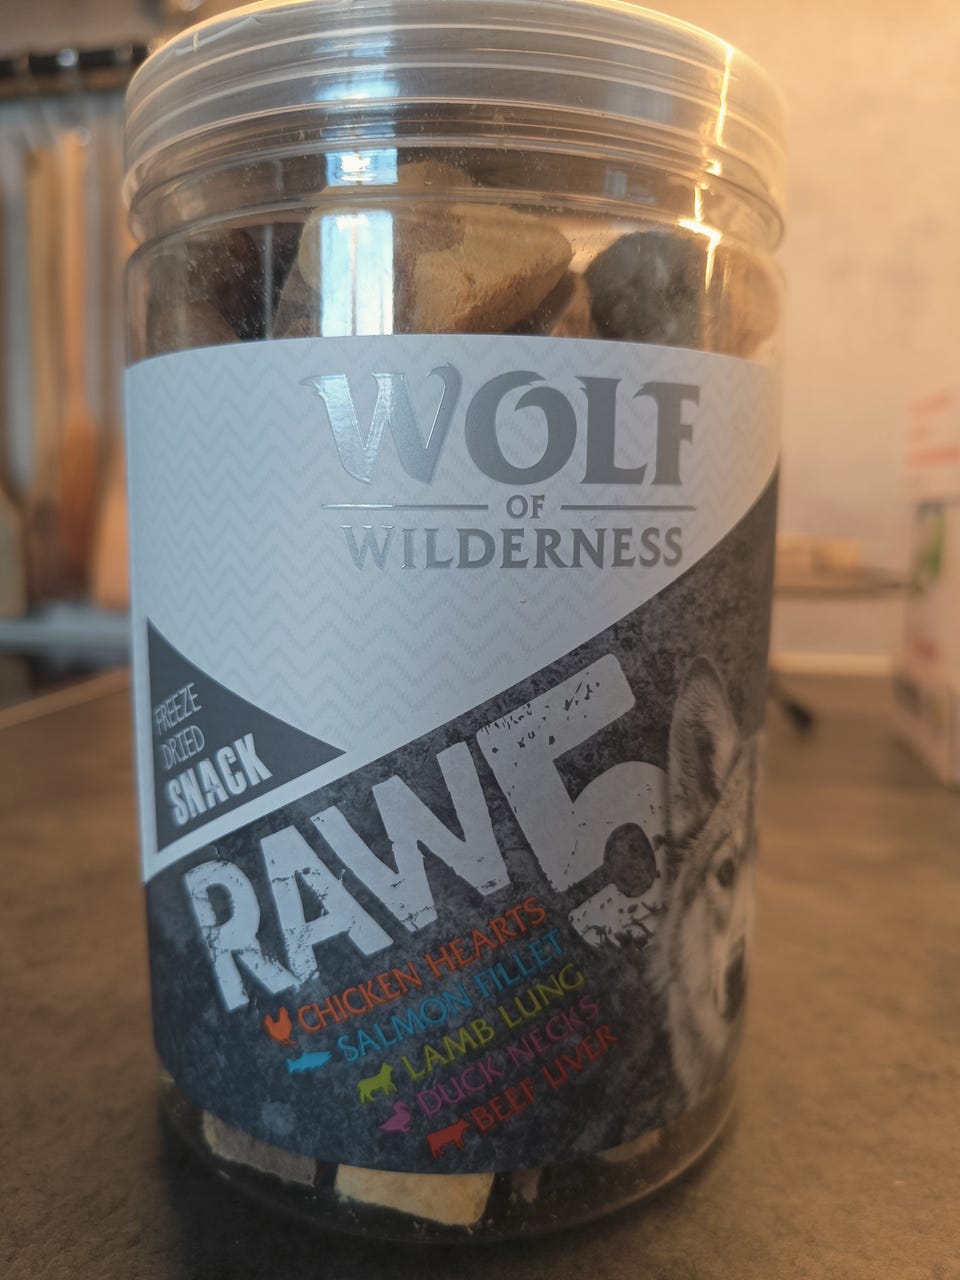 WOLF
OF
WILDERNESS
FREEZE
DRIED
SNACK
RAW5
CHICKEN HEARTS
SALMON FILLET
LAMB LUNG
DUCK NECKS
BEEF LIVER